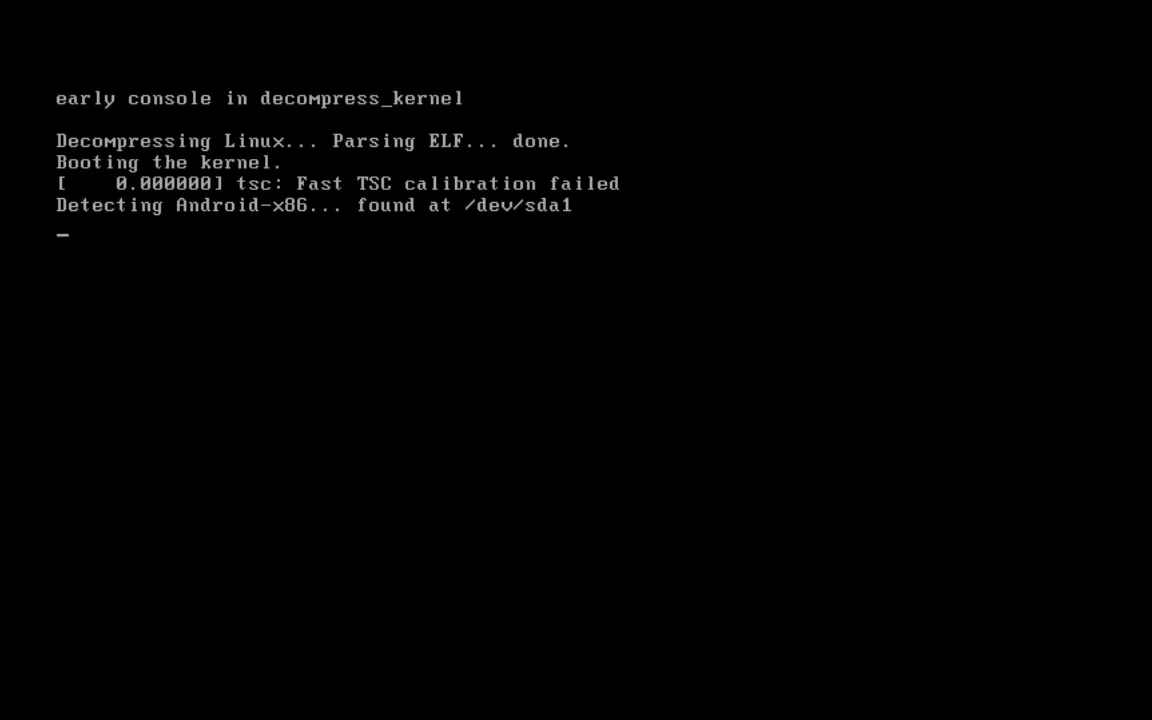 early console in decompress_kernel
Decompressing Linux... Parsing ELF... done.
Booting the kernel.
[    0.000000] tsc: Fast TSC calibration failed
Detecting Android-x86... found at /dev/sda1
_